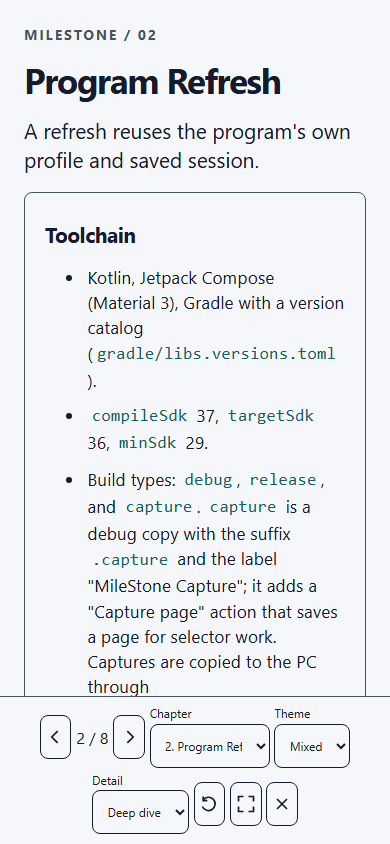 MILESTONE / 02
Program Refresh
A refresh reuses the program's own
profile and saved session.
Toolchain
• Kotlin, Jetpack Compose
(Material 3), Gradle with a version
catalog
(gradle/libs.versions.toml
).
• compileSdk 37, targetSdk
36, minSdk 29.
• Build types: debug, release,
and capture. capture is a
debug copy with the suffix
.capture and the label
"MileStone Capture"; it adds a
"Capture page" action that saves
a page for selector work.
Captures are copied to the PC
through
Chapter
Theme
2 / 8
2. Program Ref
Mixed
Detail
Deep dive